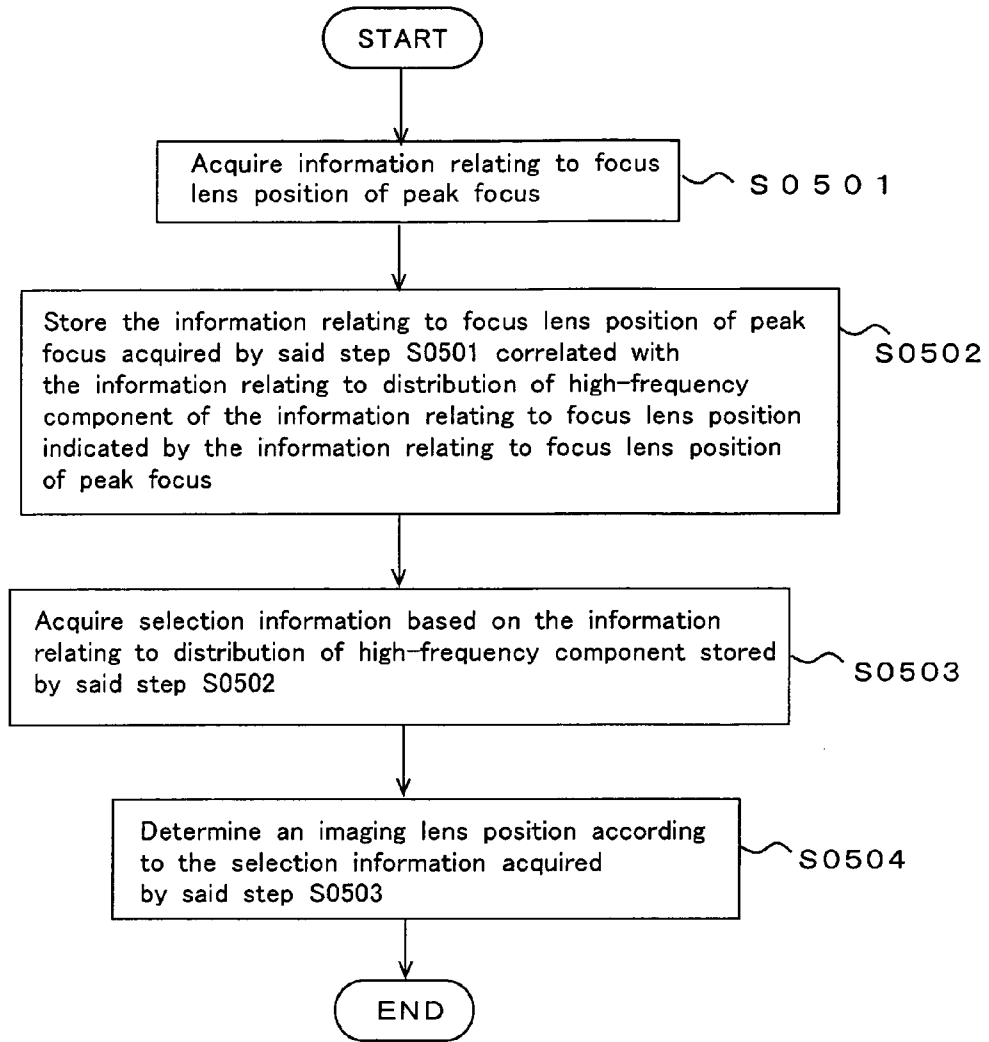 START
Acquire information relating to focus
lens position of peak focus
S0501
Store the information relating to focus lens position of peak
focus acquired by said step S0501 correlated with
the information relating to distribution of high-frequency
component of the information relating to focus lens position
indicated by the information relating to focus lens position
of peak focus
S0502
Acquire selection information based on the information
relating to distribution of high-frequency component stored
by said step S0502
S0503
Determine an imaging lens position according
to the selection information acquired
by said step S0503
S0504
END